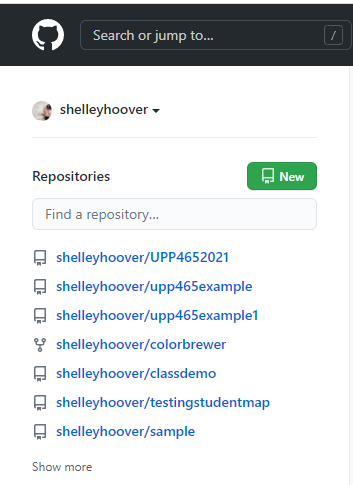 Search or jump to... /
shelleyhoover
Repositories New
Find a repository...
shelleyhoover/UPP4652021
shelleyhoover/upp465example
shelleyhoover/upp465example1
shelleyhoover/colorbrewer
shelleyhoover/classdemo
shelleyhoover/testingstudentmap
shelleyhoover/sample
Show more